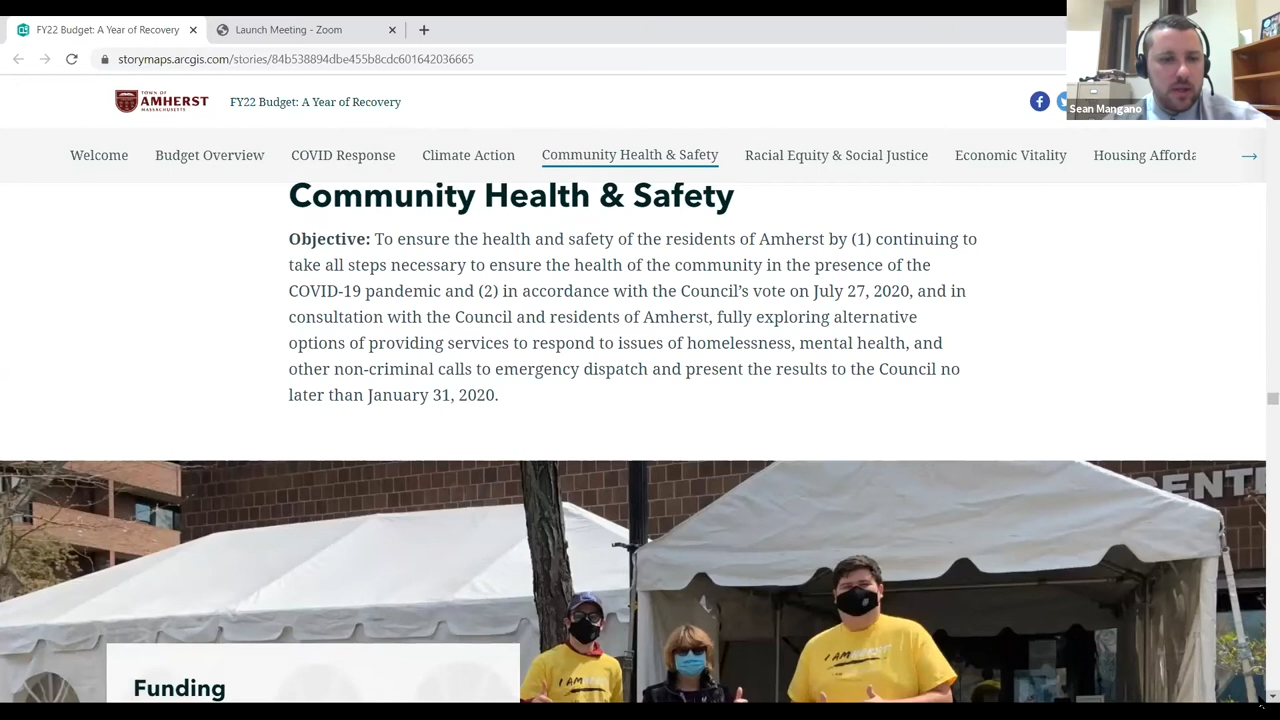 FY22 Budget: A Year of Recovery
Launch Meeting - Zoom
storymaps.arcgis.com/stories/84b538894dbe455b8cdc601642036665
Sean Mangano
TOWN OF
AMHERST
MASSACHUSETTS
FY22 Budget: A Year of Recovery
Welcome
Budget Overview
COVID Response
Climate Action
Community Health & Safety
Racial Equity & Social Justice
Economic Vitality
Housing Afforda
Community Health & Safety
Objective: To ensure the health and safety of the residents of Amherst by (1) continuing to
take all steps necessary to ensure the health of the community in the presence of the
COVID-19 pandemic and (2) in accordance with the Council’s vote on July 27, 2020, and in
consultation with the Council and residents of Amherst, fully exploring alternative
options of providing services to respond to issues of homelessness, mental health, and
other non-criminal calls to emergency dispatch and present the results to the Council no
later than January 31, 2020.
CENTE
I AMHERST
I AMHERST
Funding